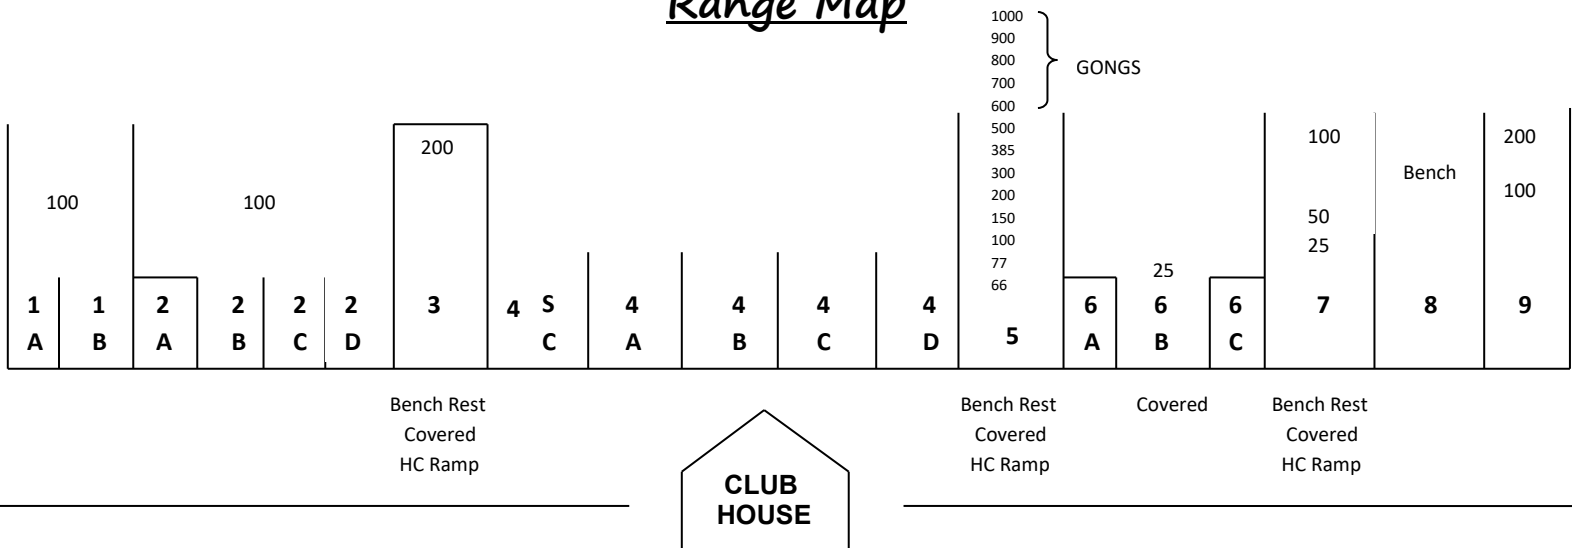 Range Map
1000
900
800
700
600
GONGS
500
385
300
200
150
100
77
66
100
100
200
25
100
50
25
Bench
200
100
1 1 2 2 2 2 3 4 S 4 4 4 4 5 6 6 6 7 8 9
A B A B C D C A B C D A B C
Bench Rest
Covered
HC Ramp
Bench Rest
Covered
HC Ramp
Covered
Bench Rest
Covered
HC Ramp
CLUB
HOUSE